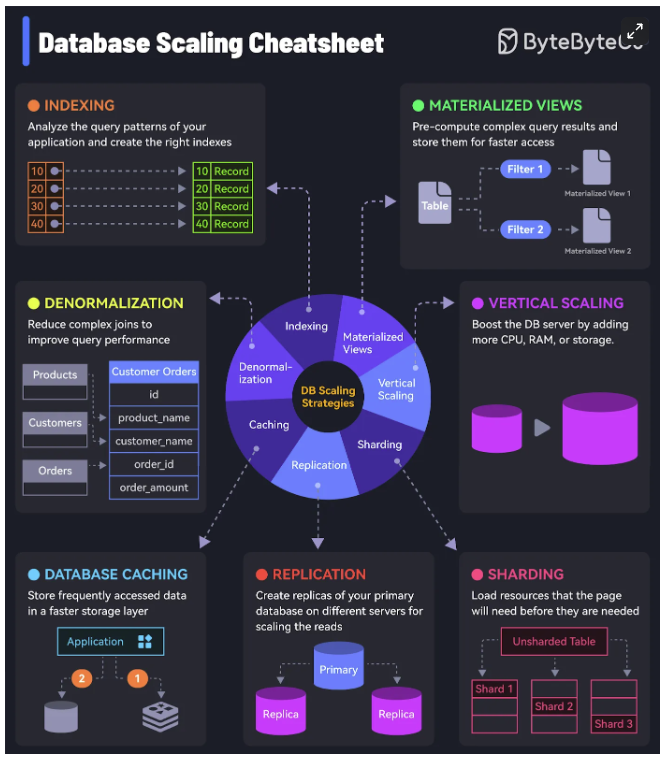 Database Scaling Cheatsheet
INDEXING
Analyze the query patterns of your
application and create the right indexes
10
10 Record
20
20 Record
30
30 Record
40
40 Record
MATERIALIZED VIEWS
Pre-compute complex query results and
store them for faster access
Table
Filter 1
Materialized View 1
Filter 2
Materialized View 2
DENORMALIZATION
Reduce complex joins to
improve query performance
Products
Customers
Orders
Customer Orders
id
product_name
customer_name
order_id
order_amount
Indexing
Materialized
Views
Denormal-
ization
Vertical
Scaling
DB Scaling
Strategies
Caching
Sharding
Replication
VERTICAL SCALING
Boost the DB server by adding
more CPU, RAM, or storage.
DATABASE CACHING
Store frequently accessed data
in a faster storage layer
Application
2
1
REPLICATION
Create replicas of your primary
database on different servers for
scaling the reads
Primary
Replica
Replica
SHARDING
Load resources that the page
will need before they are needed
Unsharded Table
Shard 1
Shard 2
Shard 3